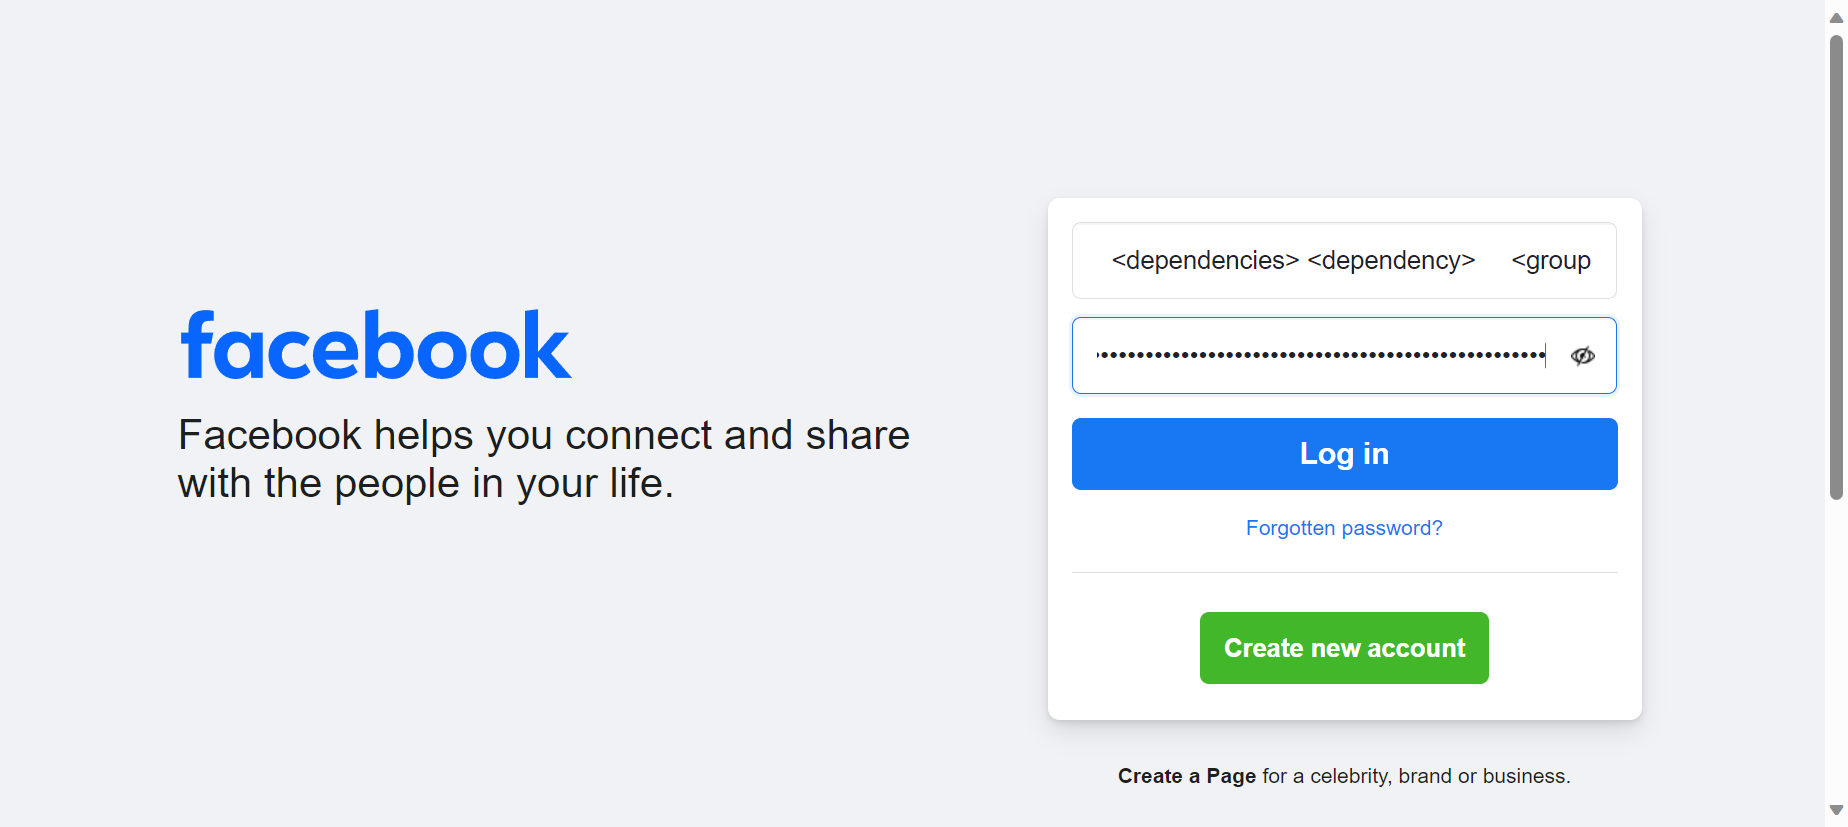 facebook
Facebook helps you connect and share
with the people in your life.
<dependencies> <dependency> <group
••••••••••••••••••••••••••••••••••••••••••••••••••
Log in
Forgotten password?
Create new account
Create a Page for a celebrity, brand or business.